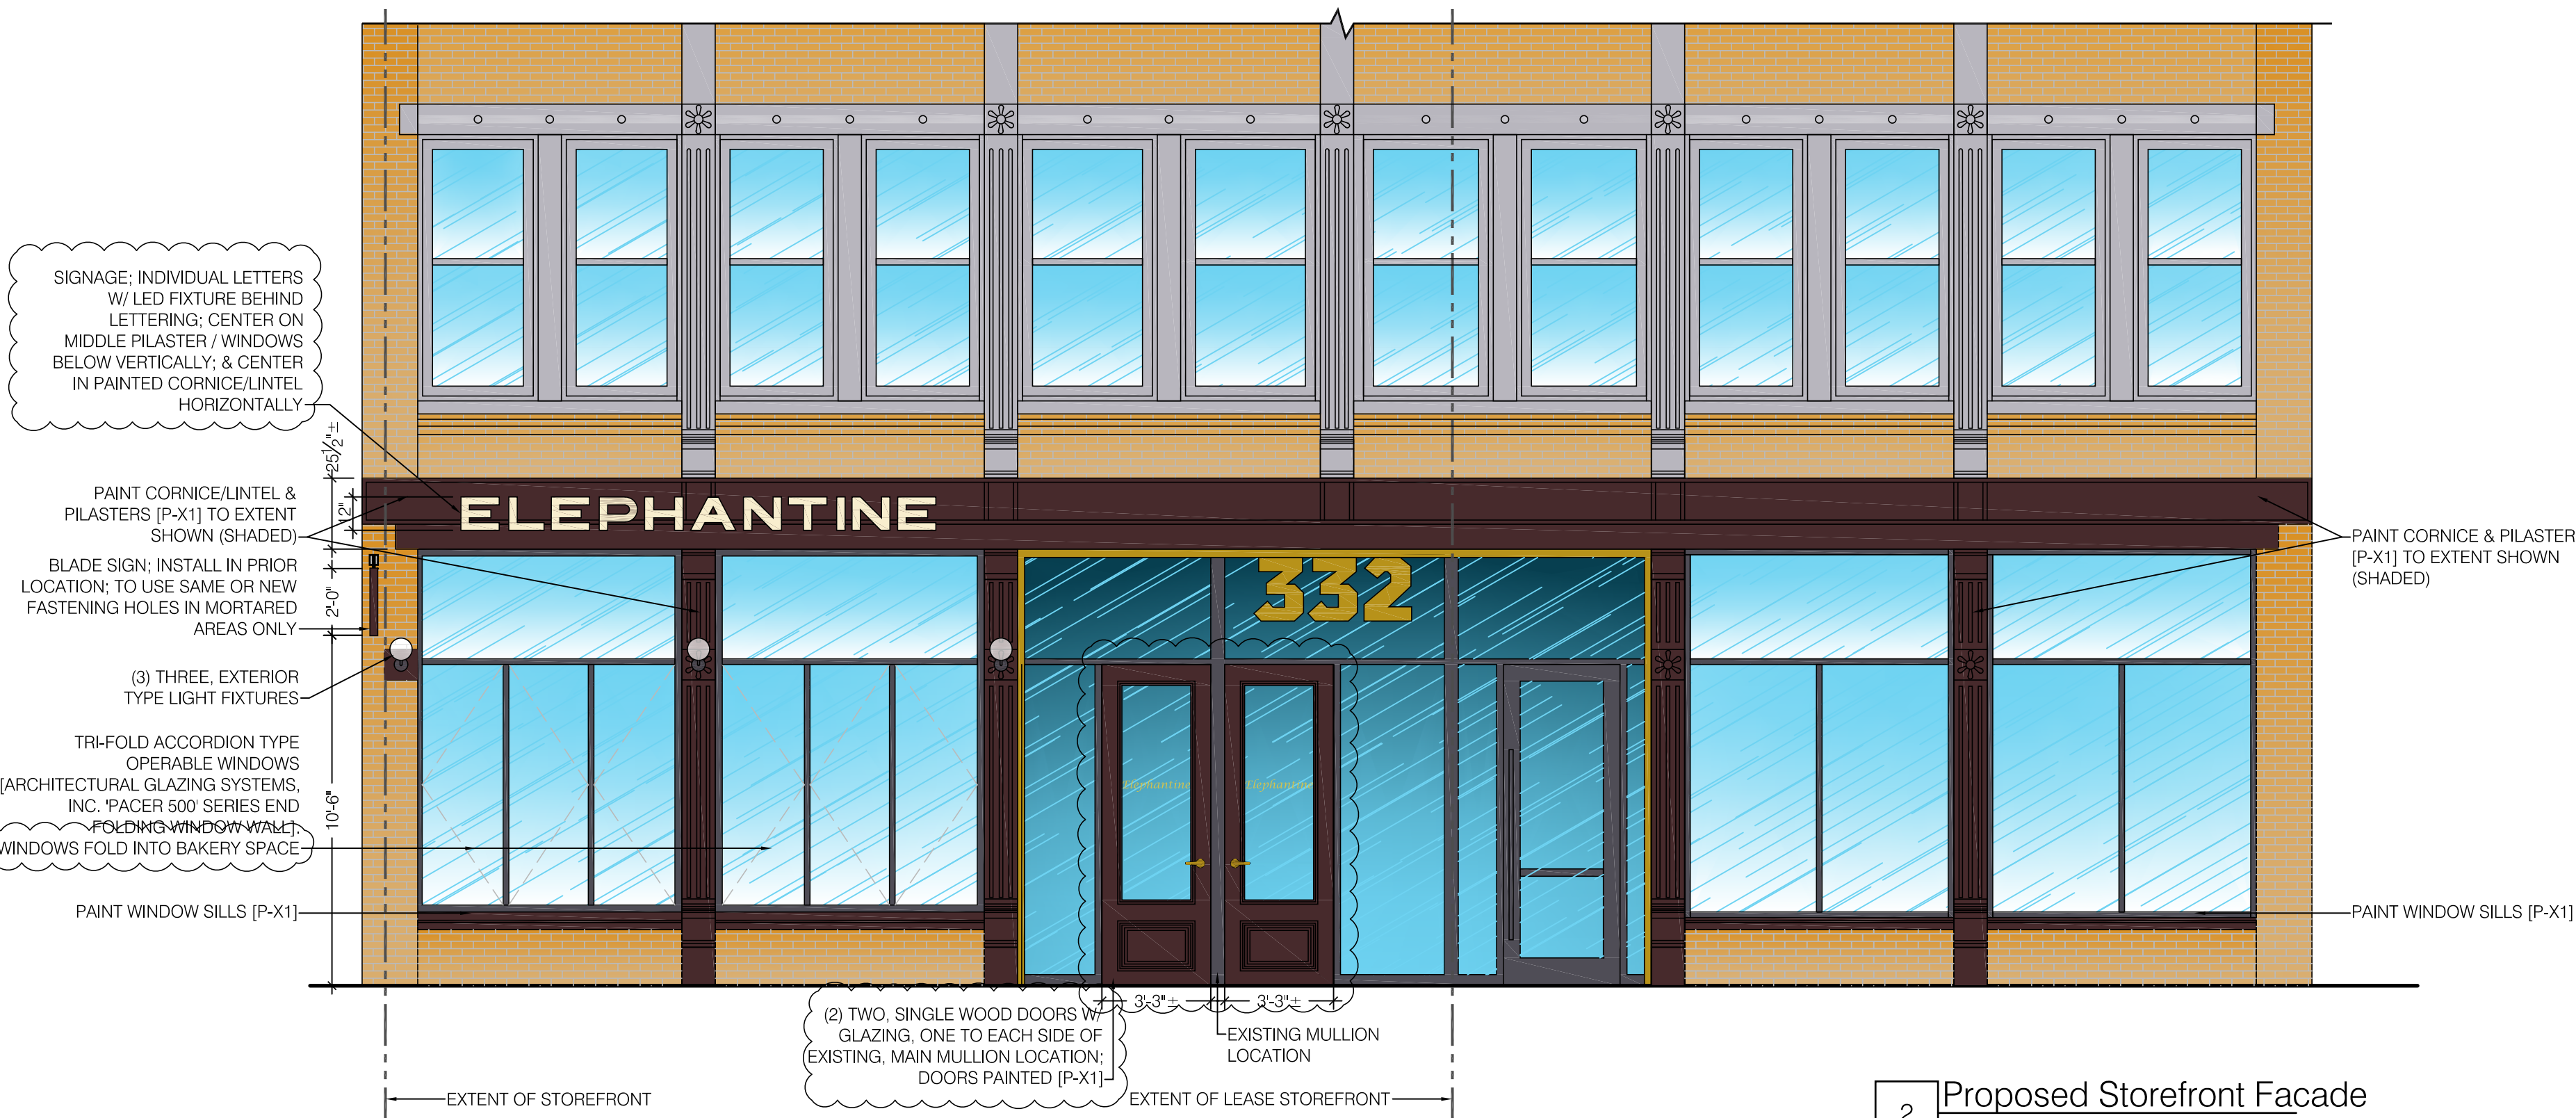 SIGNAGE; INDIVIDUAL LETTERS
W/ LED FIXTURE BEHIND
LETTERING; CENTER ON
MIDDLE PILASTER / WINDOWS
BELOW VERTICALLY; & CENTER
IN PAINTED CORNICE/LINTEL
HORIZONTALLY
25½"±
PAINT CORNICE/LINTEL &
PILASTERS [P-X1] TO EXTENT
SHOWN (SHADED)
12"
ELEPHANTINE
PAINT CORNICE & PILASTER
[P-X1] TO EXTENT SHOWN
(SHADED)
BLADE SIGN; INSTALL IN PRIOR
LOCATION; TO USE SAME OR NEW
FASTENING HOLES IN MORTARED
AREAS ONLY
2'-0"
332
(3) THREE, EXTERIOR
TYPE LIGHT FIXTURES
TRI-FOLD ACCORDION TYPE
OPERABLE WINDOWS
[ARCHITECTURAL GLAZING SYSTEMS,
INC. 'PACER 500' SERIES END
FOLDING WINDOW WALL].
WINDOWS FOLD INTO BAKERY SPACE
10'-6"
Elephantine
Elephantine
PAINT WINDOW SILLS [P-X1]
PAINT WINDOW SILLS [P-X1]
3'-3"±
3'-3"±
(2) TWO, SINGLE WOOD DOORS W/
GLAZING, ONE TO EACH SIDE OF
EXISTING, MAIN MULLION LOCATION;
DOORS PAINTED [P-X1]
EXISTING MULLION
LOCATION
EXTENT OF STOREFRONT
EXTENT OF LEASE STOREFRONT
2
Proposed Storefront Facade